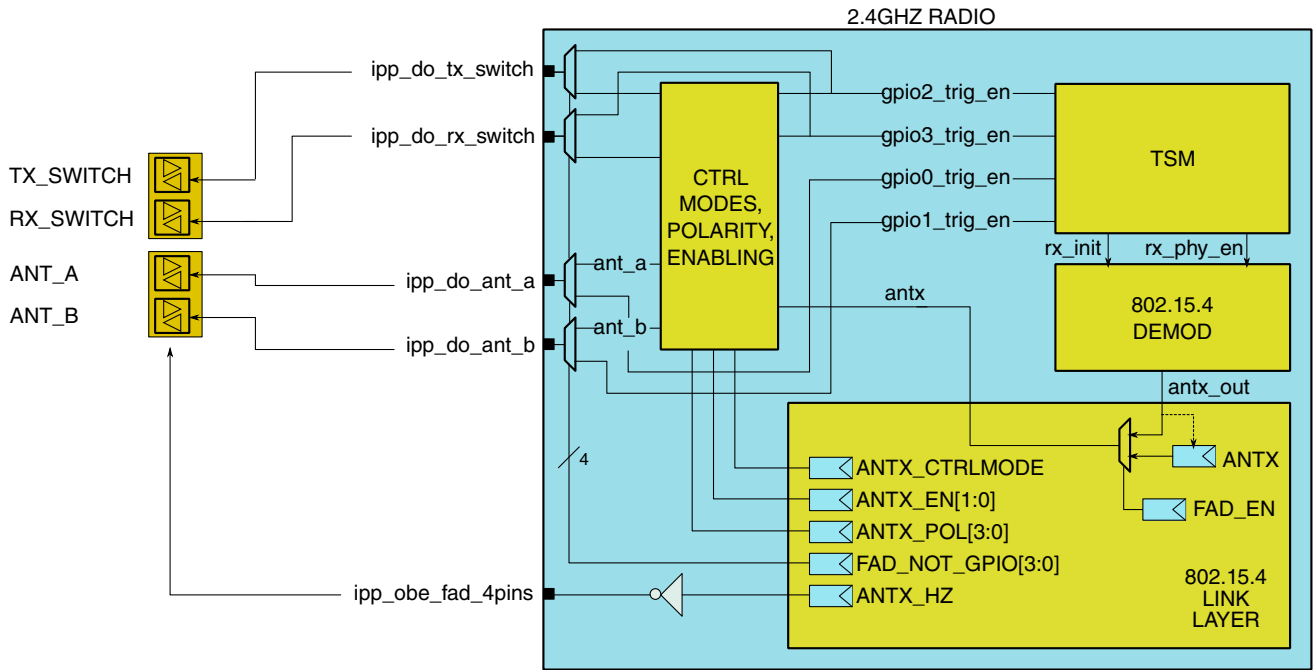 2.4GHZ RADIO
ipp_do_tx_switch
gpio2_trig_en
ipp_do_rx_switch
gpio3_trig_en
TSM
TX_SWITCH
CTRL
MODES,
POLARITY,
ENABLING
gpio0_trig_en
RX_SWITCH
gpio1_trig_en
rx_init
rx_phy_en
ANT_A
ant_a
ipp_do_ant_a
antx
802.15.4
DEMOD
ANT_B
ant_b
ipp_do_ant_b
antx_out
4
ANTX_CTRLMODE
ANTX
ANTX_EN[1:0]
FAD_EN
ANTX_POL[3:0]
FAD_NOT_GPIO[3:0]
ipp_obe_fad_4pins
ANTX_HZ
802.15.4
LINK
LAYER